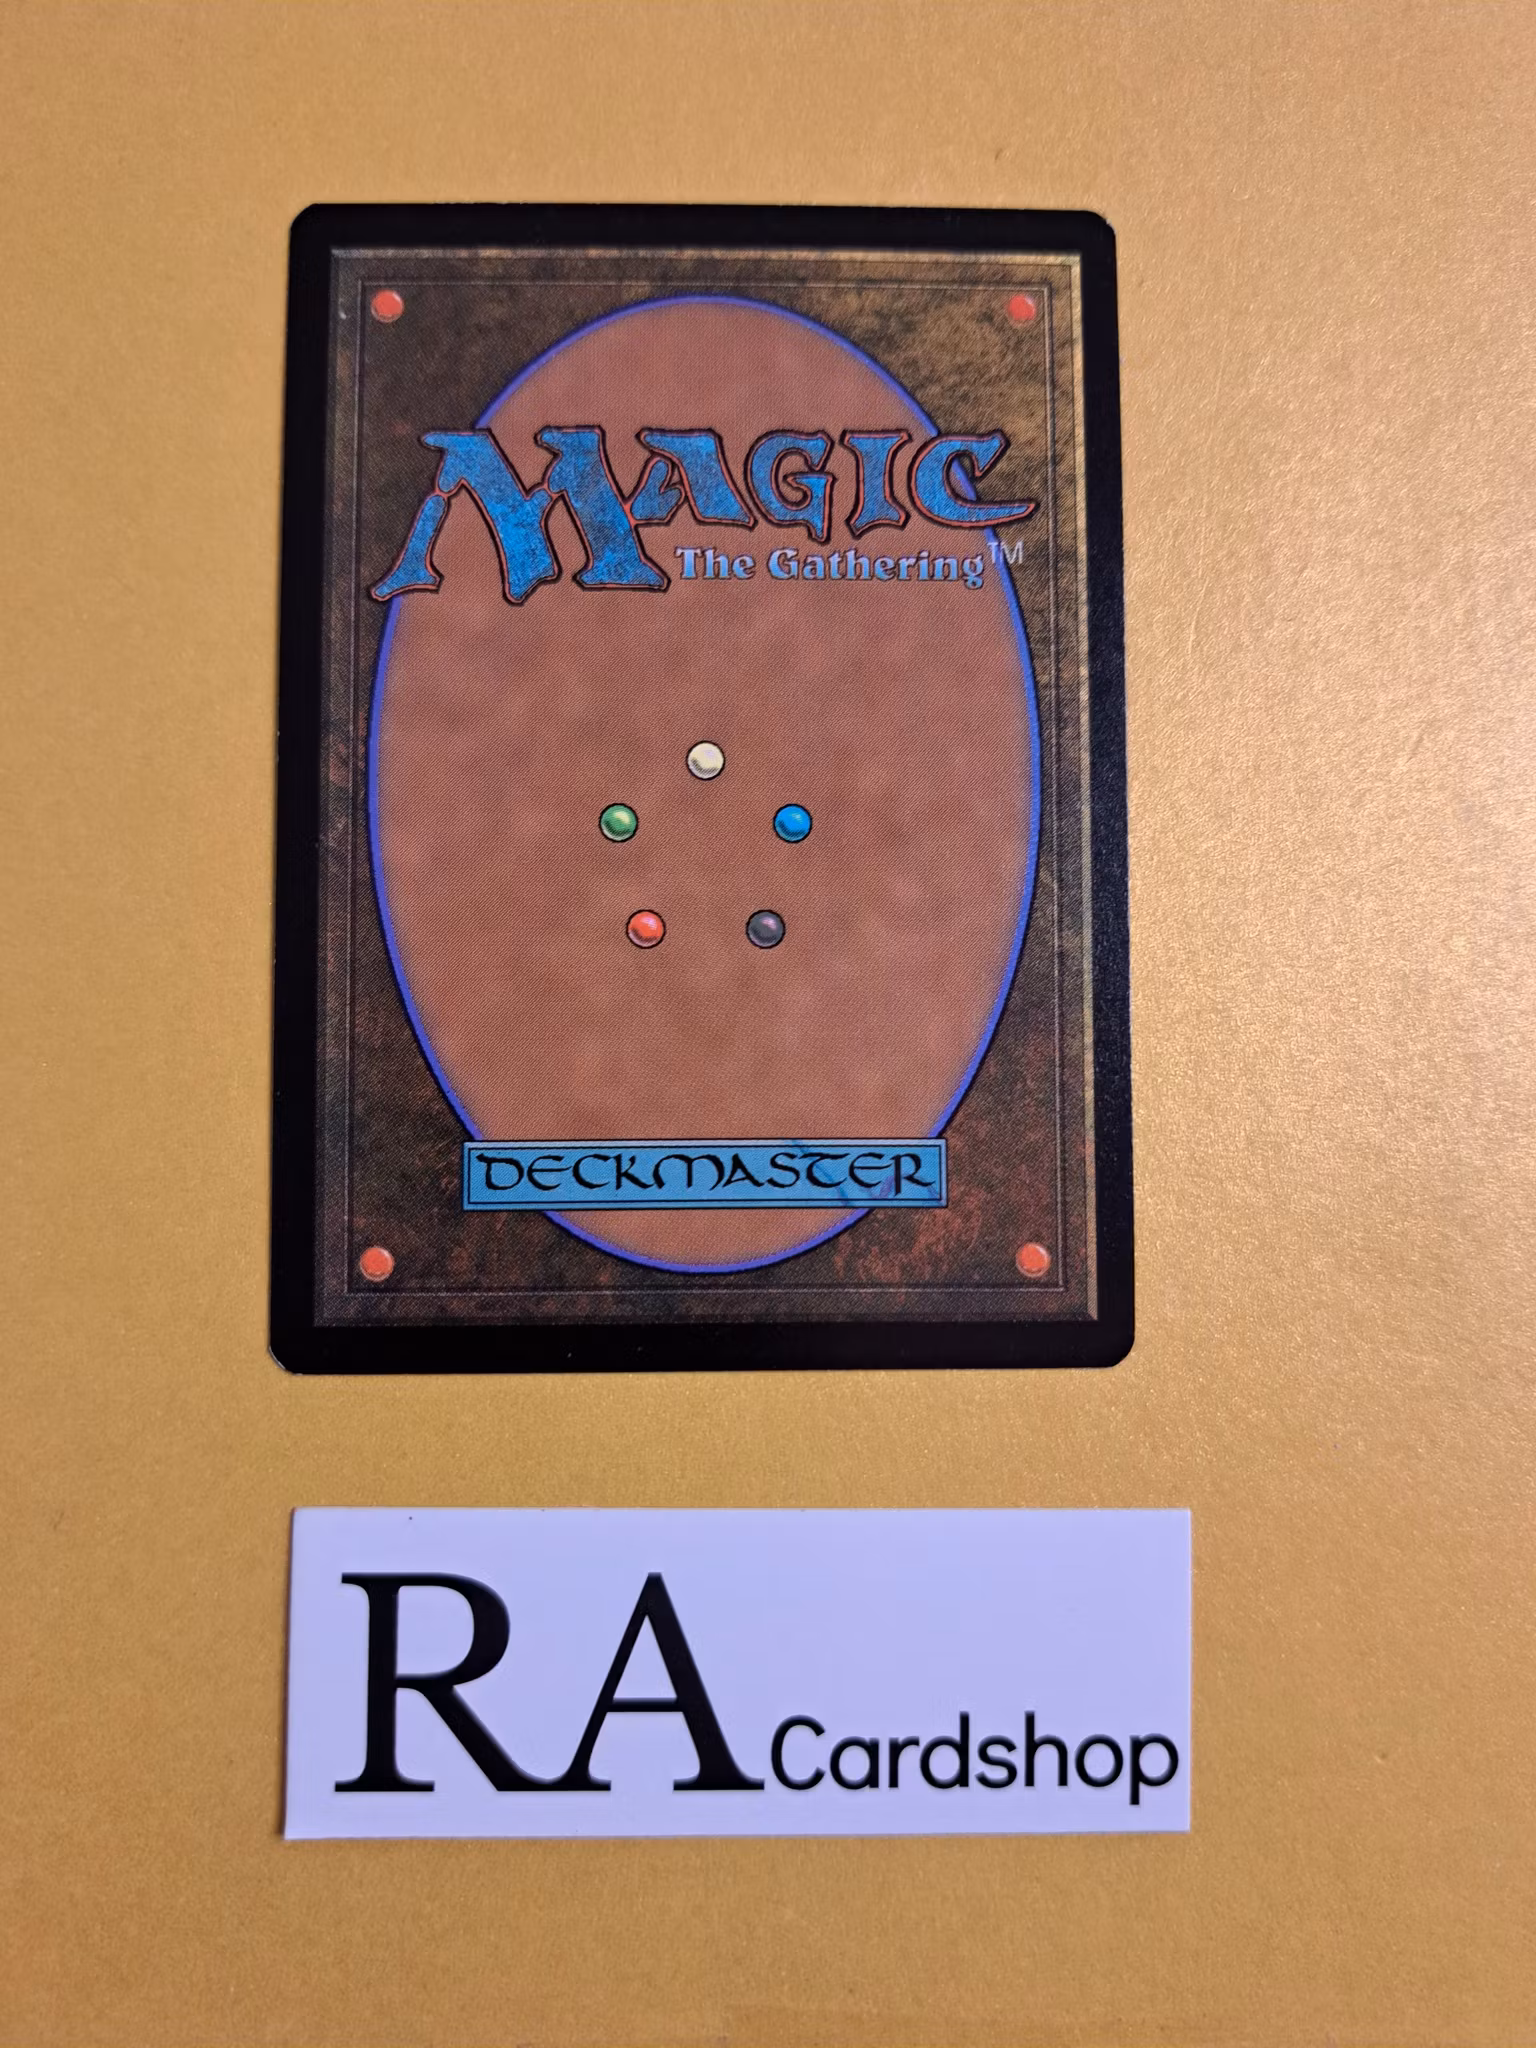 MAGIC
The Gathering™
DECKMASTER
RA Cardshop